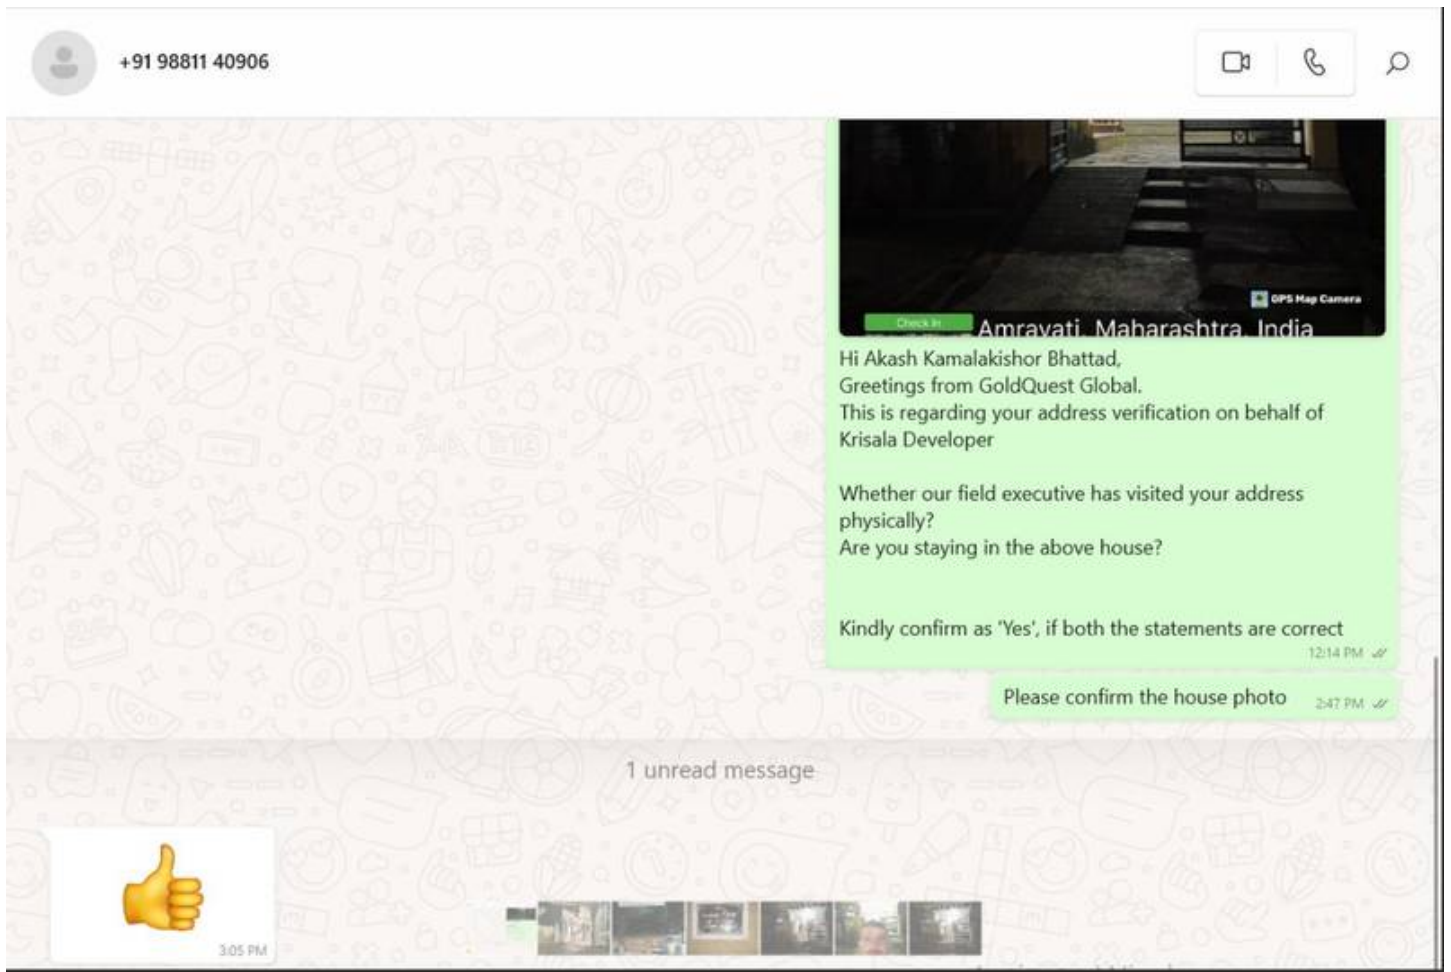 +91 98811 40906
GPS Map Camera
Check In
Amravati, Maharashtra, India
Hi Akash Kamalakishor Bhattad,
Greetings from GoldQuest Global.
This is regarding your address verification on behalf of
Krisala Developer
Whether our field executive has visited your address
physically?
Are you staying in the above house?
Kindly confirm as 'Yes', if both the statements are correct
12:14 PM
Please confirm the house photo
2:47 PM
1 unread message
3:05 PM